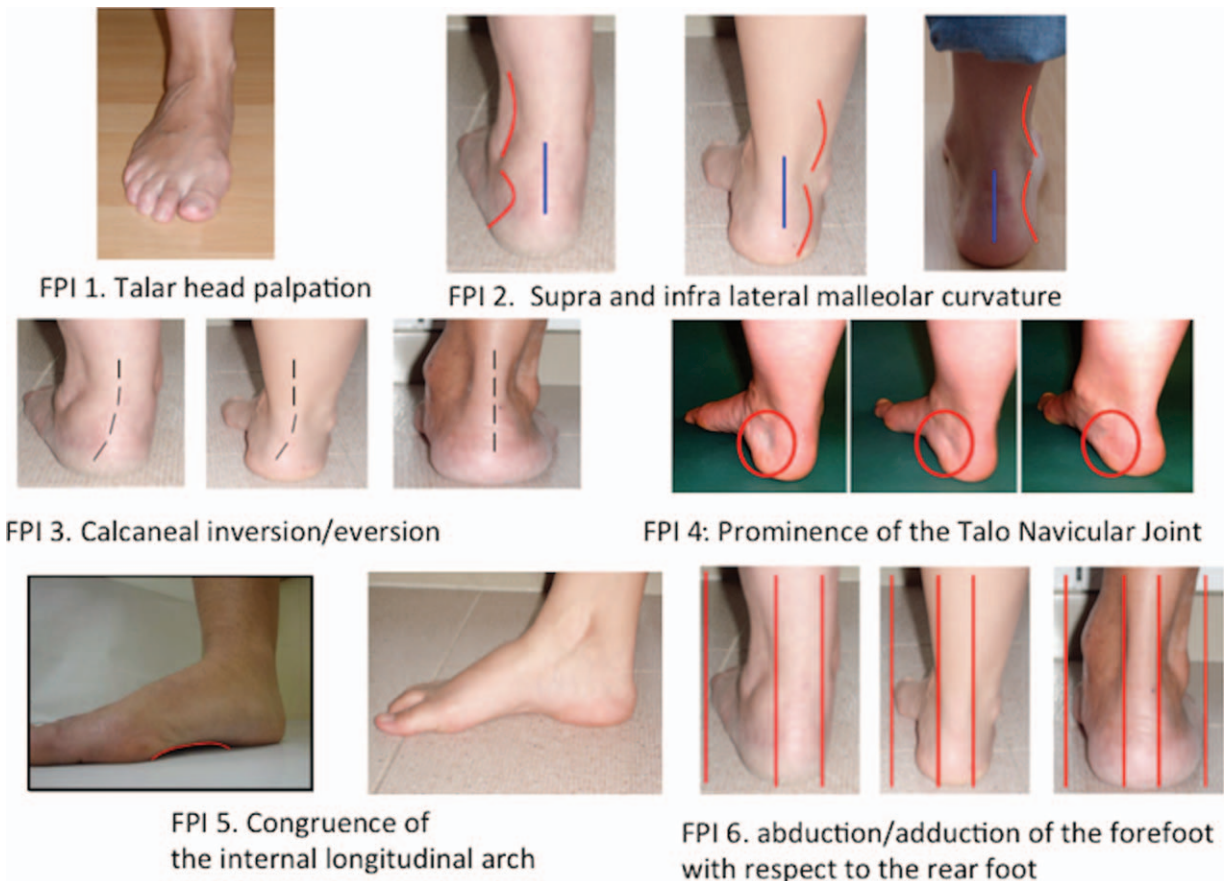 FPI 1. Talar head palpation
FPI 2. Supra and infra lateral malleolar curvature
FPI 3. Calcaneal inversion/eversion
FPI 4: Prominence of the Talo Navicular Joint
FPI 5. Congruence of
the internal longitudinal arch
FPI 6. abduction/adduction of the forefoot
with respect to the rear foot